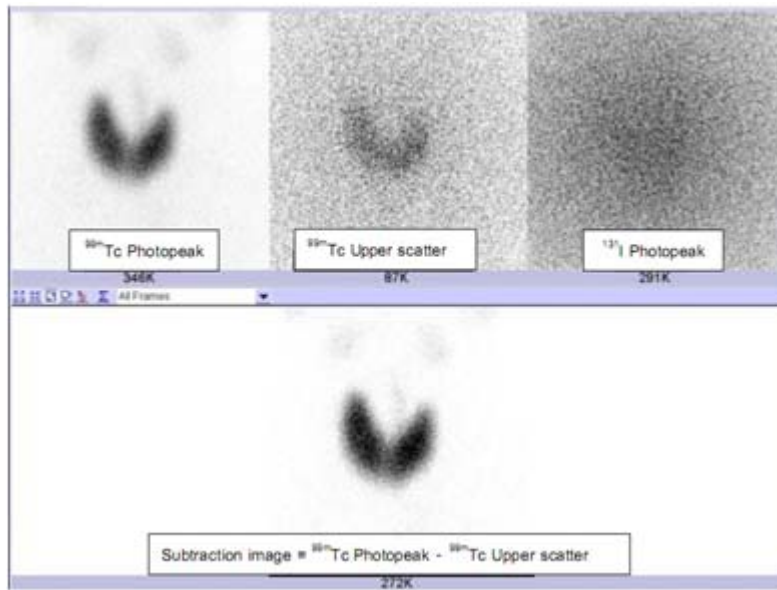 ⁹⁹ᵐTc Photopeak
⁹⁹ᵐTc Upper scatter
¹³¹I Photopeak
346K
87K
291K
All Frames
Subtraction image = ⁹⁹ᵐTc Photopeak - ⁹⁹ᵐTc Upper scatter
272K